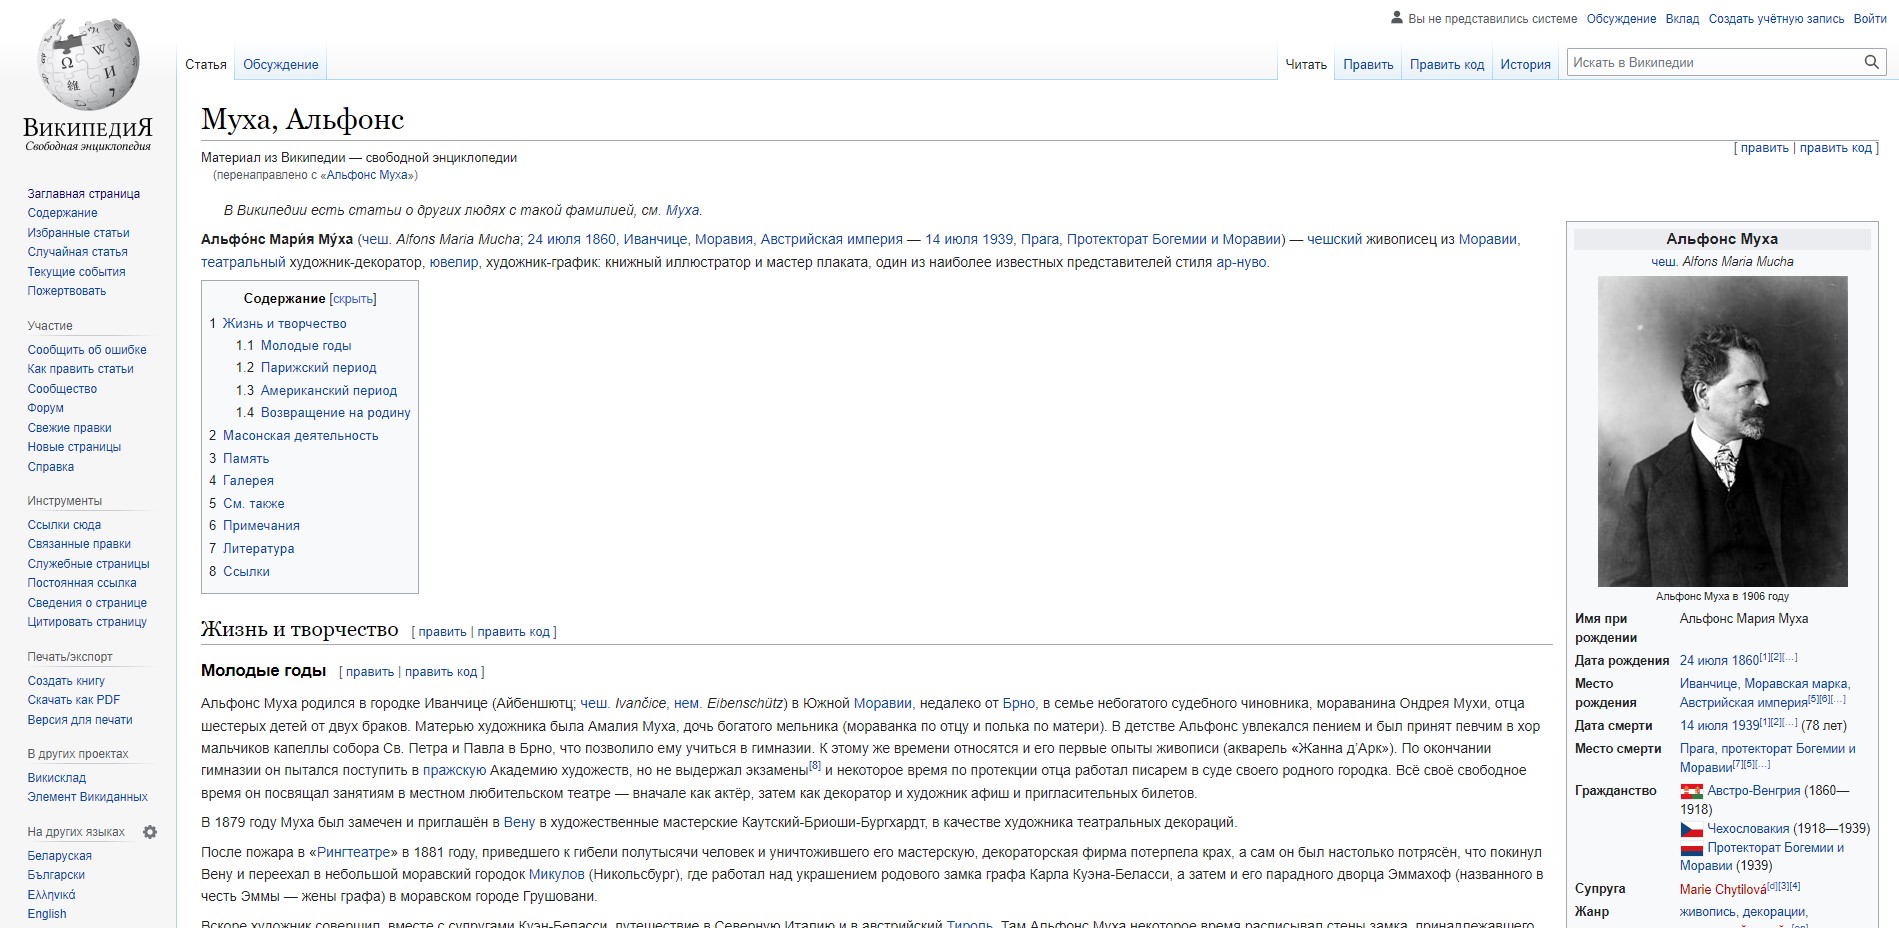 Вы не представились системе Обсуждение Вклад Создать учётную запись Войти
Статья Обсуждение Читать Править Править код История Искать в Википедии
ВикипедиЯ
Свободная энциклопедия
Заглавная страница
Содержание
Избранные статьи
Случайная статья
Текущие события
Пожертвовать
Участие
Сообщить об ошибке
Как править статьи
Сообщество
Форум
Свежие правки
Новые страницы
Справка
Инструменты
Ссылки сюда
Связанные правки
Служебные страницы
Постоянная ссылка
Сведения о странице
Цитировать страницу
Печать/экспорт
Создать книгу
Скачать как PDF
Версия для печати
В других проектах
Викисклад
Элемент Викиданных
На других языках
Беларуская
Български
Ελληνικά
English
Муха, Альфонс
[ править | править код ]
Материал из Википедии — свободной энциклопедии
(перенаправлено с «Альфонс Муха»)
В Википедии есть статьи о других людях с такой фамилией, см. Муха.
Альфо́нс Мари́я Му́ха (чеш. Alfons Maria Mucha; 24 июля 1860, Иванчице, Моравия, Австрийская империя — 14 июля 1939, Прага, Протекторат Богемии и Моравии) — чешский живописец из Моравии,
театральный художник-декоратор, ювелир, художник-график: книжный иллюстратор и мастер плаката, один из наиболее известных представителей стиля ар-нуво.
Содержание [скрыть]
1 Жизнь и творчество
1.1 Молодые годы
1.2 Парижский период
1.3 Американский период
1.4 Возвращение на родину
2 Масонская деятельность
3 Память
4 Галерея
5 См. также
6 Примечания
7 Литература
8 Ссылки
Жизнь и творчество [ править | править код ]
Молодые годы [ править | править код ]
Альфонс Муха родился в городке Иванчице (Айбеншютц; чеш. Ivančice, нем. Eibenschütz) в Южной Моравии, недалеко от Брно, в семье небогатого судебного чиновника, мораванина Ондрея Мухи, отца
шестерых детей от двух браков. Матерью художника была Амалия Муха, дочь богатого мельника (мораванка по отцу и полька по матери). В детстве Альфонс увлекался пением и был принят певчим в хор
мальчиков капеллы собора Св. Петра и Павла в Брно, что позволило ему учиться в гимназии. К этому же времени относятся и его первые опыты живописи (акварель «Жанна д’Арк»). По окончании
гимназии он пытался поступить в пражскую Академию художеств, но не выдержал экзамены[8] и некоторое время по протекции отца работал писарем в суде своего родного городка. Всё своё свободное
время он посвящал занятиям в местном любительском театре — вначале как актёр, затем как декоратор и художник афиш и пригласительных билетов.
В 1879 году Муха был замечен и приглашён в Вену в художественные мастерские Каутский-Бриоши-Бургхардт, в качестве художника театральных декораций.
После пожара в «Рингтеатре» в 1881 году, приведшего к гибели полутысячи человек и уничтожившего его мастерскую, декораторская фирма потерпела крах, а сам он был настолько потрясён, что покинул
Вену и переехал в небольшой моравский городок Микулов (Никольсбург), где работал над украшением родового замка графа Карла Куэна-Беласси, а затем и его парадного дворца Эммахоф (названного в
честь Эммы — жены графа) в моравском городе Грушовани.
Вскоре художник совершил, вместе с супругами Куэн-Беласси, путешествие в Северную Италию и в австрийский Тироль. Там Альфонс Муха некоторое время расписывал стены замка, принадлежавшего
Альфонс Муха
чеш. Alfons Maria Mucha
Альфонс Муха в 1906 году
Имя при рождении Альфонс Мария Муха
Дата рождения 24 июля 1860[1][2][…]
Место рождения Иванчице, Моравская марка,
Австрийская империя[5][6][…]
Дата смерти 14 июля 1939[1][2][…] (78 лет)
Место смерти Прага, протекторат Богемии и
Моравии[7][5][…]
Гражданство Австро-Венгрия (1860—
1918)
Чехословакия (1918—1939)
Протекторат Богемии и
Моравии (1939)
Супруга Marie Chytilová[d][3][4]
Жанр живопись, декорации,